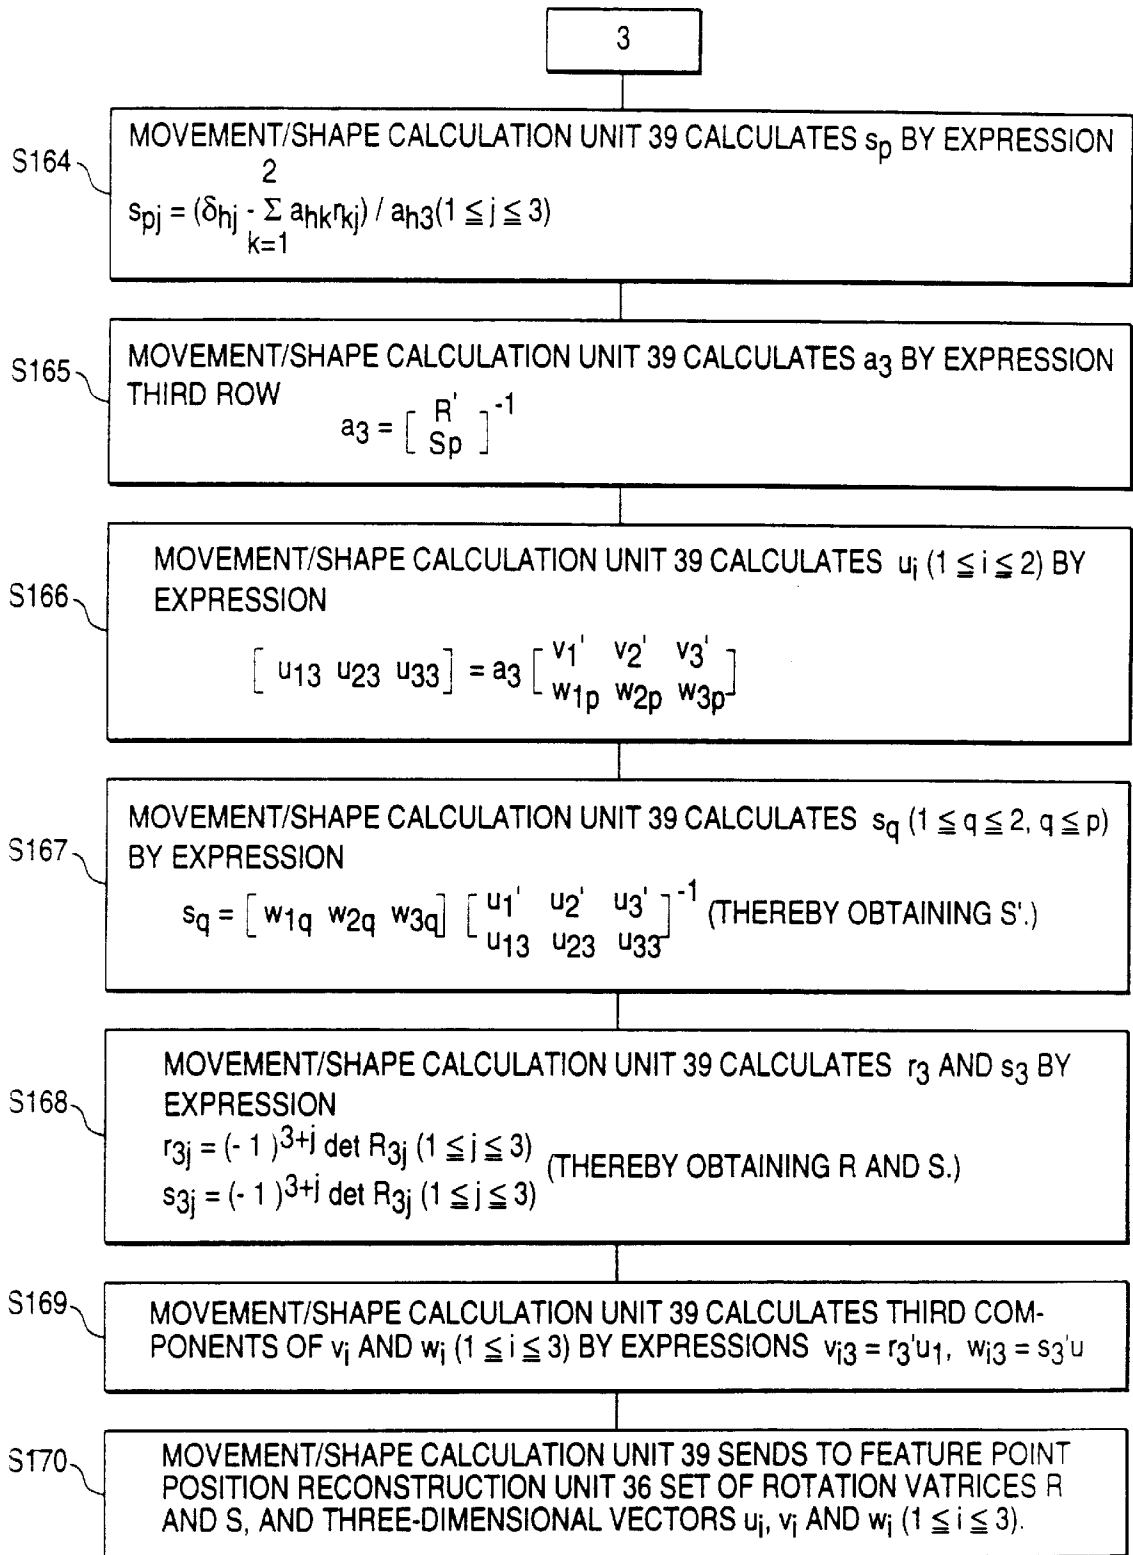 3
S164
MOVEMENT/SHAPE CALCULATION UNIT 39 CALCULATES sp BY EXPRESSION
2
spj = (δhj - Σ ahk rkj) / ah3 (1 ≦ j ≦ 3)
k=1
S165
MOVEMENT/SHAPE CALCULATION UNIT 39 CALCULATES a3 BY EXPRESSION
THIRD ROW
a3 = [ R' ]-1
Sp
S166
MOVEMENT/SHAPE CALCULATION UNIT 39 CALCULATES ui (1 ≦ i ≦ 2) BY
EXPRESSION
[ u13 u23 u33 ] = a3 [ v1' v2' v3' ]
w1p w2p w3p
S167
MOVEMENT/SHAPE CALCULATION UNIT 39 CALCULATES sq (1 ≦ q ≦ 2, q ≦ p)
BY EXPRESSION
sq = [ w1q w2q w3q ] [ u1' u2' u3' ]-1 (THEREBY OBTAINING S'.)
u13 u23 u33
S168
MOVEMENT/SHAPE CALCULATION UNIT 39 CALCULATES r3 AND s3 BY
EXPRESSION
r3j = (- 1 )3+j det R3j (1 ≦ j ≦ 3)
(THEREBY OBTAINING R AND S.)
s3j = (- 1 )3+j det R3j (1 ≦ j ≦ 3)
S169
MOVEMENT/SHAPE CALCULATION UNIT 39 CALCULATES THIRD COM-
PONENTS OF vi AND wi (1 ≦ i ≦ 3) BY EXPRESSIONS vi3 = r3'u1, wi3 = s3'u
S170
MOVEMENT/SHAPE CALCULATION UNIT 39 SENDS TO FEATURE POINT
POSITION RECONSTRUCTION UNIT 36 SET OF ROTATION VATRICES R
AND S, AND THREE-DIMENSIONAL VECTORS ui, vi AND wi (1 ≦ i ≦ 3).